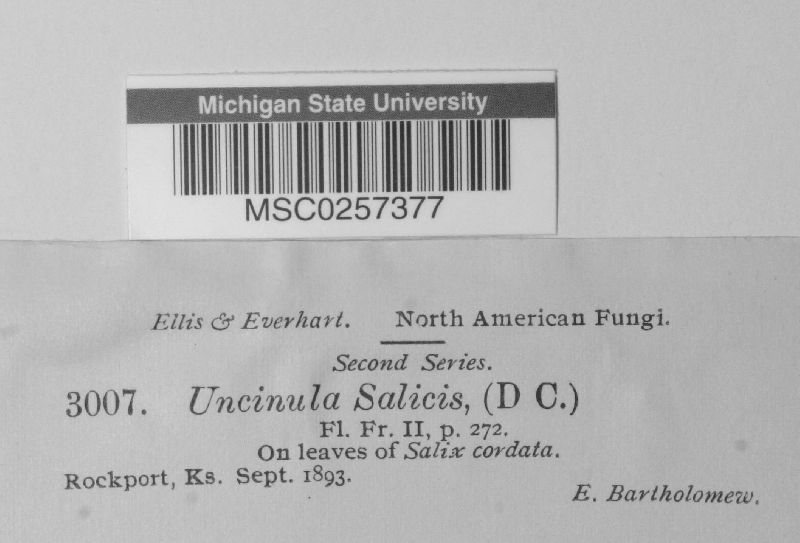 Michigan State University
MSC0257377
Ellis & Everhart. North American Fungi.
Second Series.
3007. Uncinula Salicis, (D C.)
Fl. Fr. II, p. 272.
On leaves of Salix cordata.
Rockport, Ks. Sept. 1893.
E. Bartholomew.